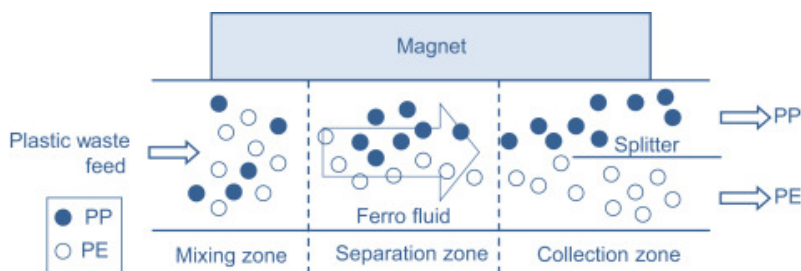 Magnet
Plastic waste
feed
PP
Splitter
PE
Ferro fluid
PP
PE
Mixing zone
Separation zone
Collection zone